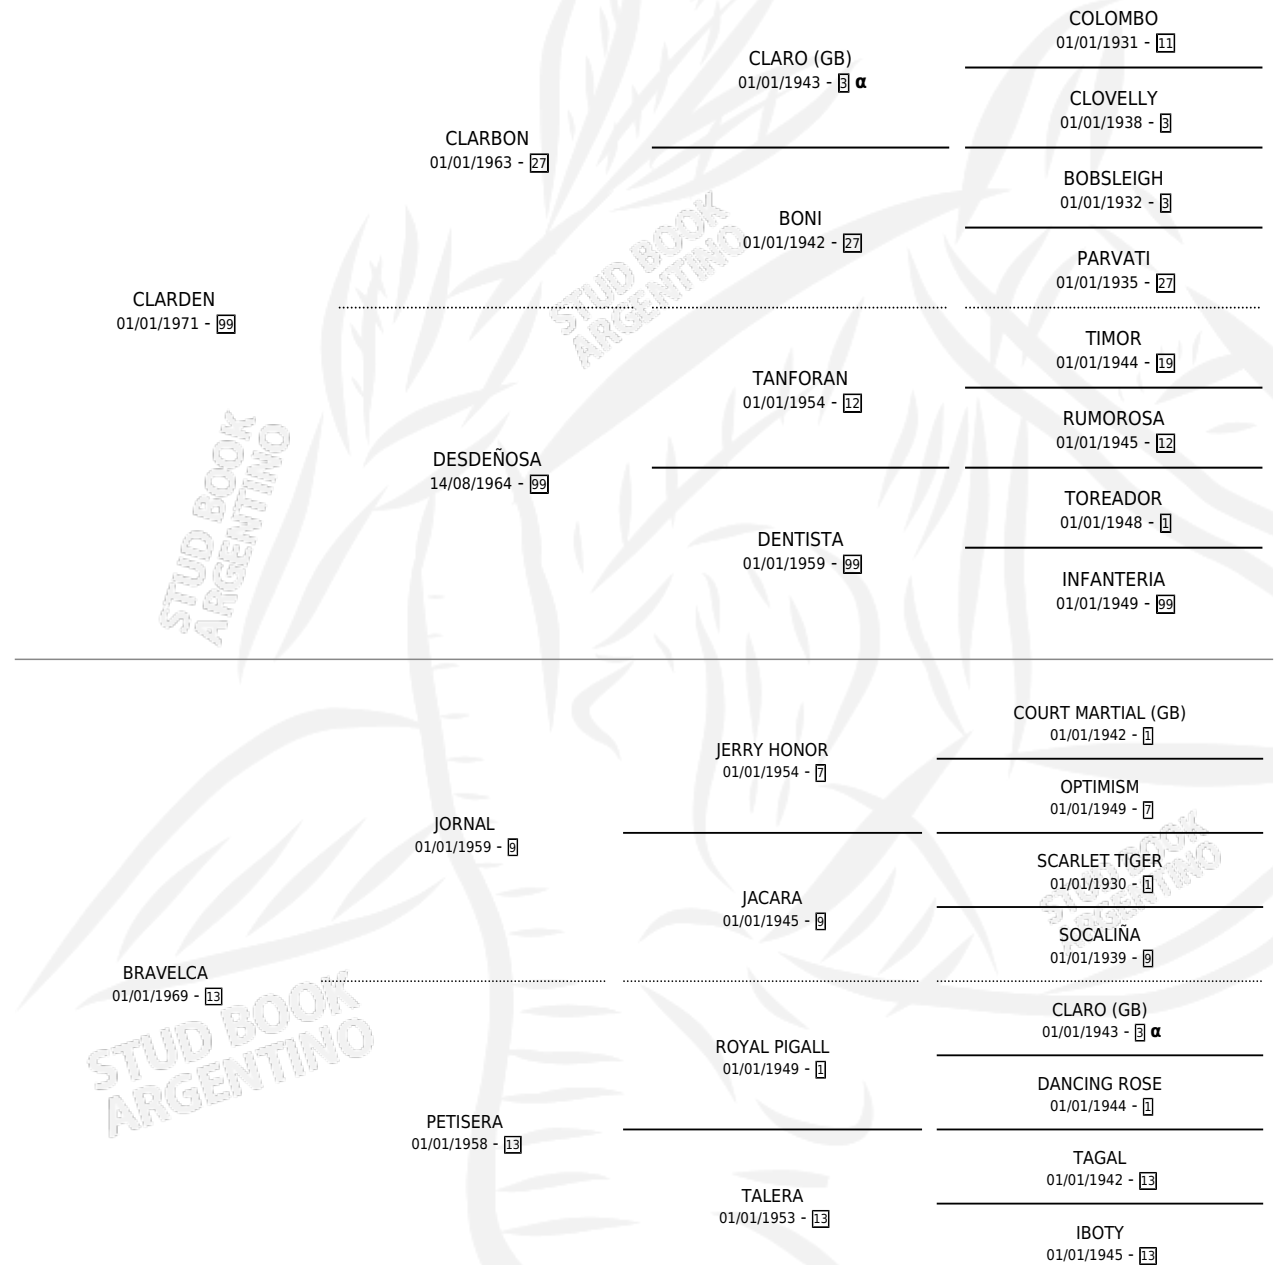 COLOMBO
01/01/1931 - 11
CLARO (GB)
01/01/1943 - 3 α
CLOVELLY
01/01/1938 - 3
CLARBON
01/01/1963 - 27
BOBSLEIGH
01/01/1932 - 3
BONI
01/01/1942 - 27
PARVATI
01/01/1935 - 27
CLARDEN
01/01/1971 - 99
TIMOR
01/01/1944 - 19
TANFORAN
01/01/1954 - 12
RUMOROSA
01/01/1945 - 12
DESDEÑOSA
14/08/1964 - 99
TOREADOR
01/01/1948 - 1
DENTISTA
01/01/1959 - 99
INFANTERIA
01/01/1949 - 99
COURT MARTIAL (GB)
01/01/1942 - 1
JERRY HONOR
01/01/1954 - 7
OPTIMISM
01/01/1949 - 7
JORNAL
01/01/1959 - 9
SCARLET TIGER
01/01/1930 - 1
JACARA
01/01/1945 - 9
SOCALIÑA
01/01/1939 - 9
BRAVELCA
01/01/1969 - 13
CLARO (GB)
01/01/1943 - 3 α
ROYAL PIGALL
01/01/1949 - 1
DANCING ROSE
01/01/1944 - 1
PETISERA
01/01/1958 - 13
TAGAL
01/01/1942 - 13
TALERA
01/01/1953 - 13
IBOTY
01/01/1945 - 13
STUD BOOK
ARGENTINO
STUD BOOK
ARGENTINO
STUD BOOK
ARGENTINO
STUD BOOK
ARGENTINO